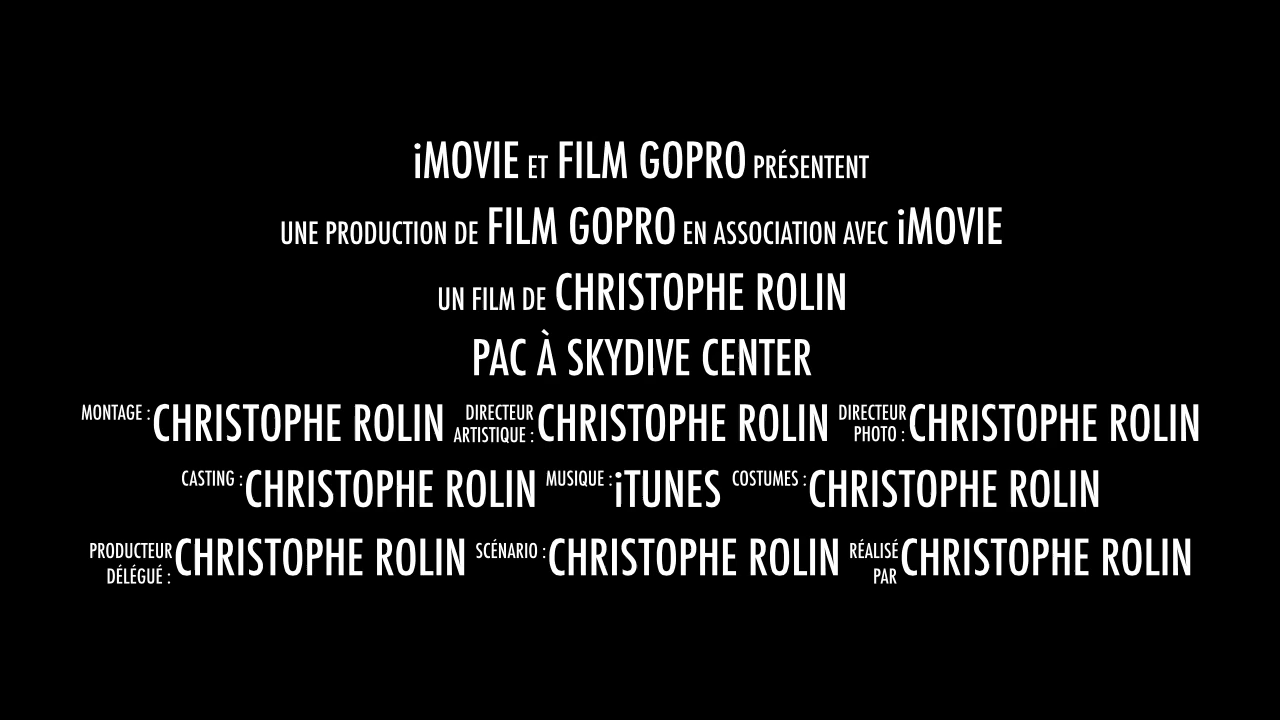 iMOVIE ET FILM GOPRO PRÉSENTENT
UNE PRODUCTION DE FILM GOPRO EN ASSOCIATION AVEC iMOVIE
UN FILM DE CHRISTOPHE ROLIN
PAC À SKYDIVE CENTER
MONTAGE : CHRISTOPHE ROLIN DIRECTEUR ARTISTIQUE : CHRISTOPHE ROLIN DIRECTEUR PHOTO : CHRISTOPHE ROLIN
CASTING : CHRISTOPHE ROLIN MUSIQUE : iTUNES COSTUMES : CHRISTOPHE ROLIN
PRODUCTEUR DÉLÉGUÉ : CHRISTOPHE ROLIN SCÉNARIO : CHRISTOPHE ROLIN RÉALISÉ PAR CHRISTOPHE ROLIN